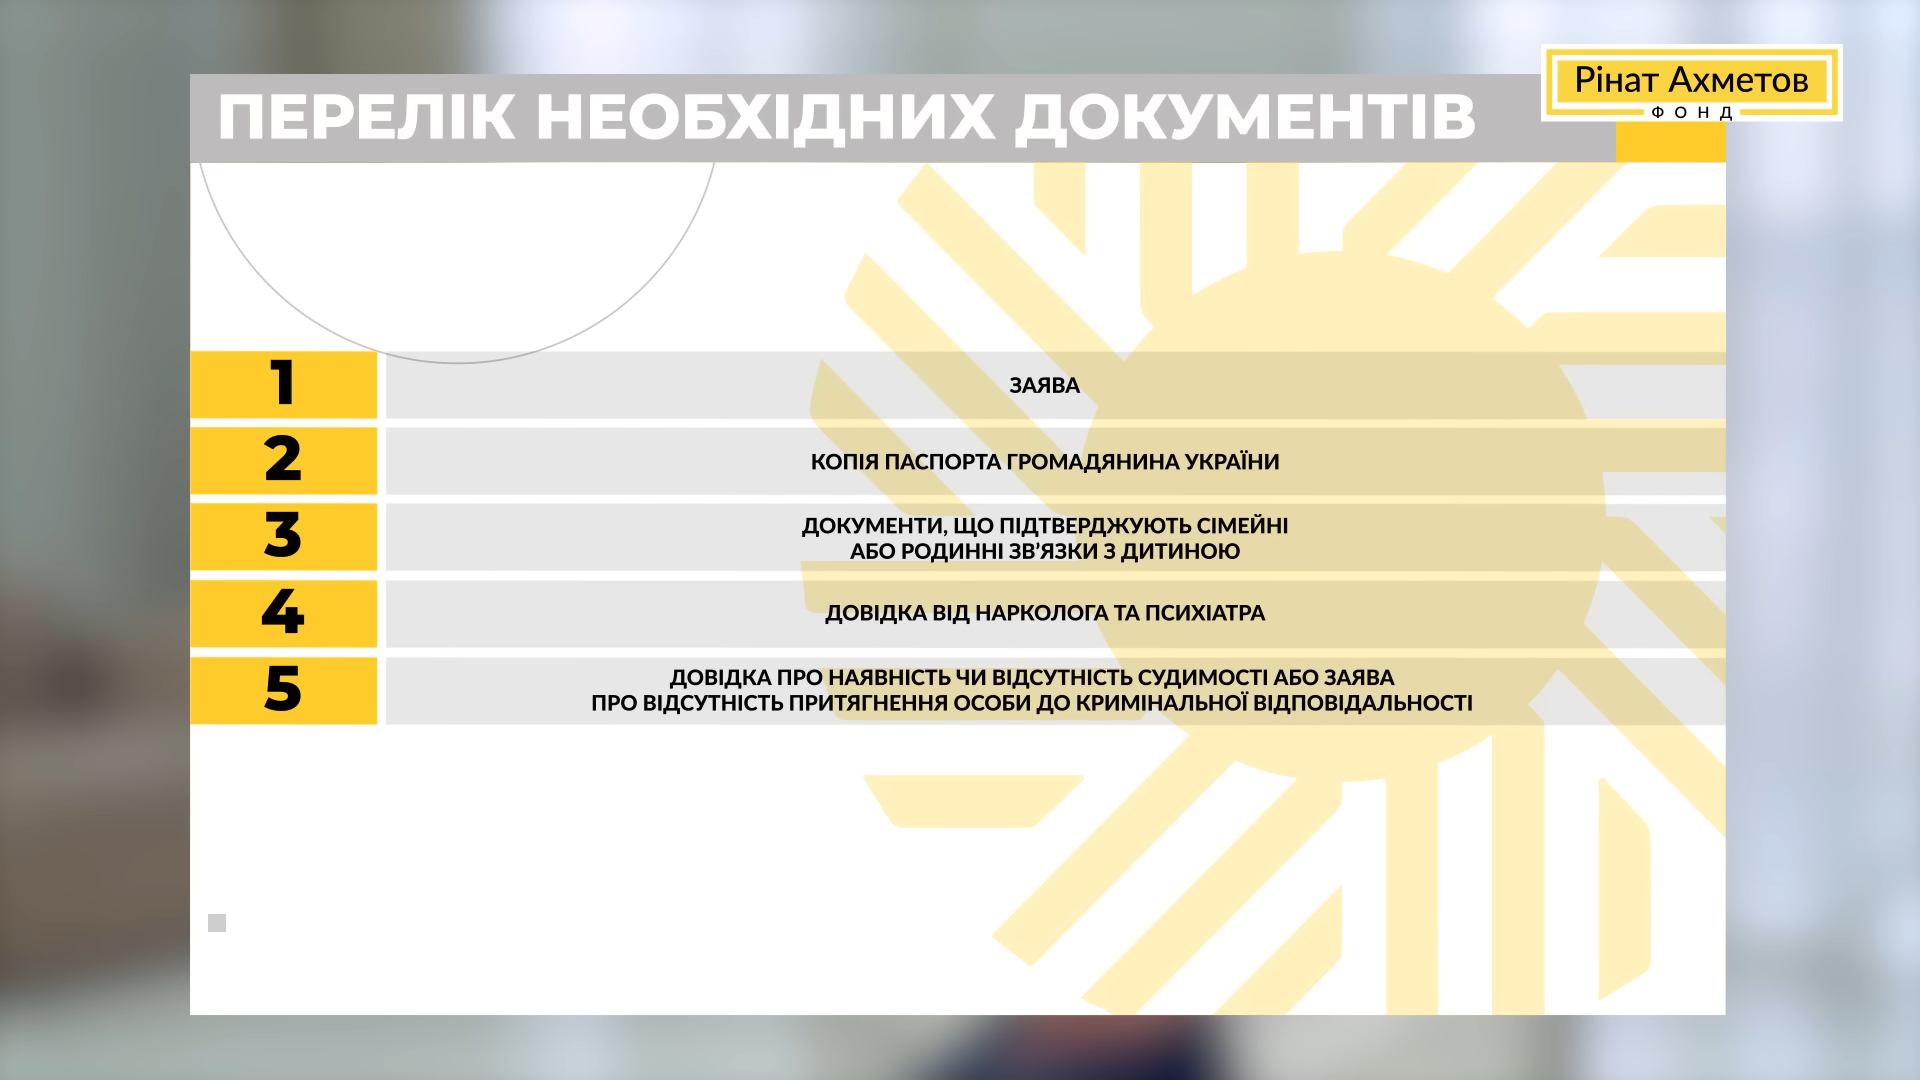 Рінат Ахметов
ФОНД
ПЕРЕЛІК НЕОБХІДНИХ ДОКУМЕНТІВ
1
ЗАЯВА
2
КОПІЯ ПАСПОРТА ГРОМАДЯНИНА УКРАЇНИ
3
ДОКУМЕНТИ, ЩО ПІДТВЕРДЖУЮТЬ СІМЕЙНІ
АБО РОДИННІ ЗВ'ЯЗКИ З ДИТИНОЮ
4
ДОВІДКА ВІД НАРКОЛОГА ТА ПСИХІАТРА
5
ДОВІДКА ПРО НАЯВНІСТЬ ЧИ ВІДСУТНІСТЬ СУДИМОСТІ АБО ЗАЯВА
ПРО ВІДСУТНІСТЬ ПРИТЯГНЕННЯ ОСОБИ ДО КРИМІНАЛЬНОЇ ВІДПОВІДАЛЬНОСТІ